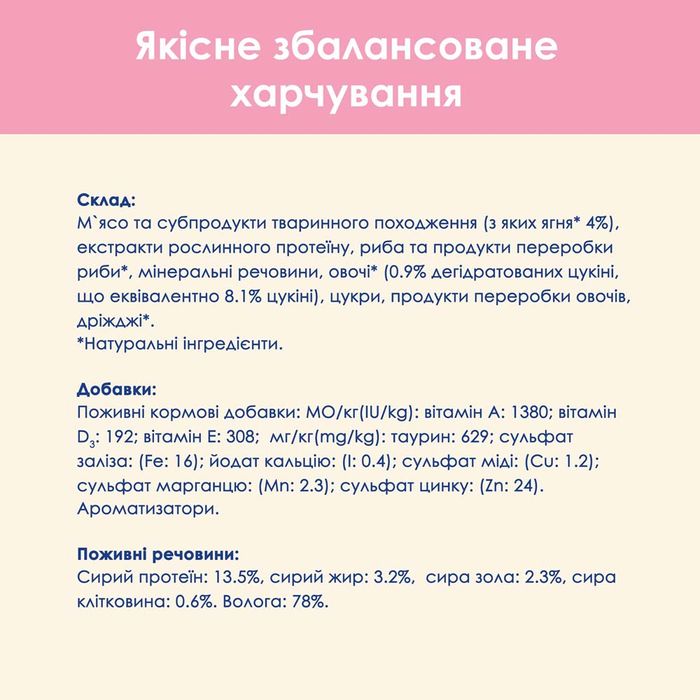 Якісне збалансоване
харчування
Склад:
М`ясо та субпродукти тваринного походження (з яких ягня* 4%),
екстракти рослинного протеїну, риба та продукти переробки
риби*, мінеральні речовини, овочі* (0.9% дегідратованих цукіні,
що еквівалентно 8.1% цукіні), цукри, продукти переробки овочів,
дріжджі*.
*Натуральні інгредієнти.
Добавки:
Поживні кормові добавки: МО/кг(IU/kg): вітамін А: 1380; вітамін
D₃: 192; вітамін Е: 308;  мг/кг(mg/kg): таурин: 629; сульфат
заліза: (Fe: 16); йодат кальцію: (I: 0.4); сульфат міді: (Cu: 1.2);
сульфат марганцю: (Mn: 2.3); сульфат цинку: (Zn: 24).
Ароматизатори.
Поживні речовини:
Сирий протеїн: 13.5%, сирий жир: 3.2%,  сира зола: 2.3%, сира
клітковина: 0.6%. Волога: 78%.